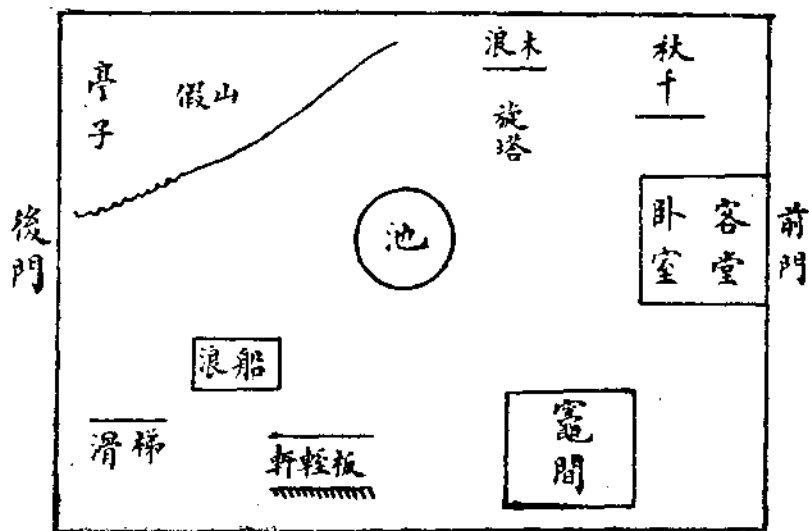 浪木
秋千
亭子
假山
旋塔
後門
池
卧室
客堂
前門
浪船
滑梯
軒輊板
竈間